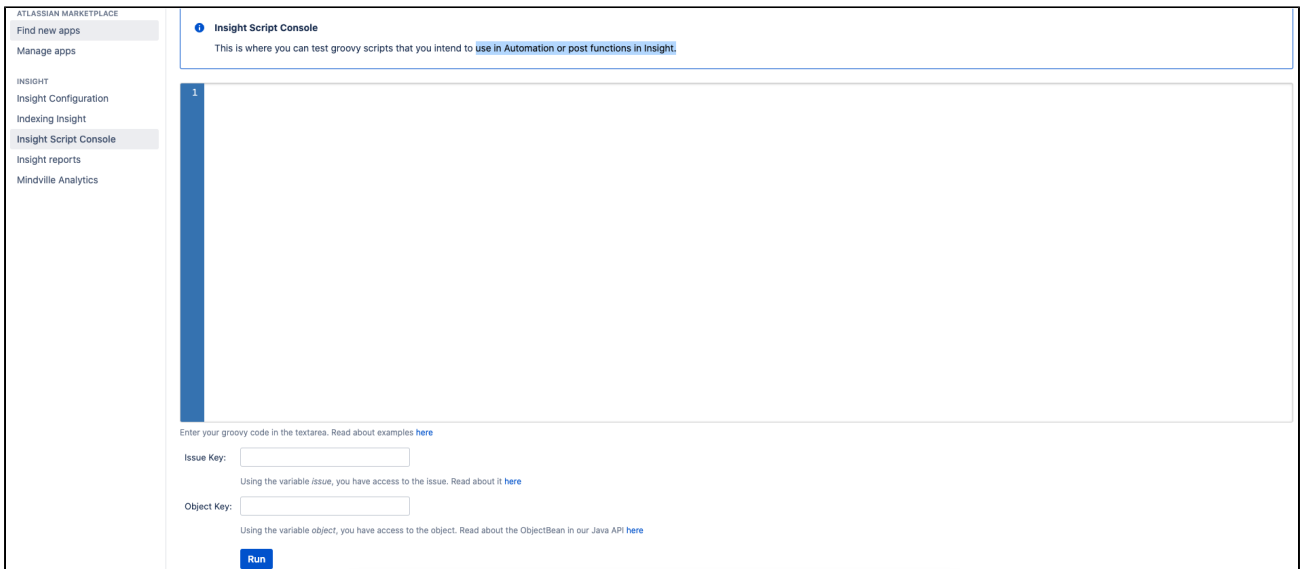 ATLASSIAN MARKETPLACE
Find new apps
Manage apps
INSIGHT
Insight Configuration
Indexing Insight
Insight Script Console
Insight reports
Mindville Analytics
Insight Script Console
This is where you can test groovy scripts that you intend to use in Automation or post functions in Insight.
1
Enter your groovy code in the textarea. Read about examples here
Issue Key:
Using the variable issue, you have access to the issue. Read about it here
Object Key:
Using the variable object, you have access to the object. Read about the ObjectBean in our Java API here
Run